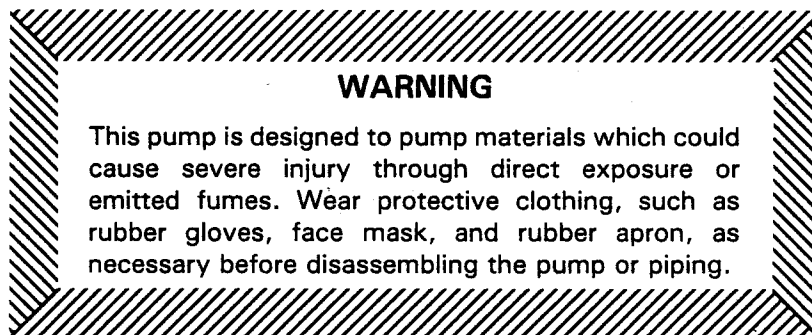 WARNING
This pump is designed to pump materials which could
cause severe injury through direct exposure or
emitted fumes. Wear protective clothing, such as
rubber gloves, face mask, and rubber apron, as
necessary before disassembling the pump or piping.